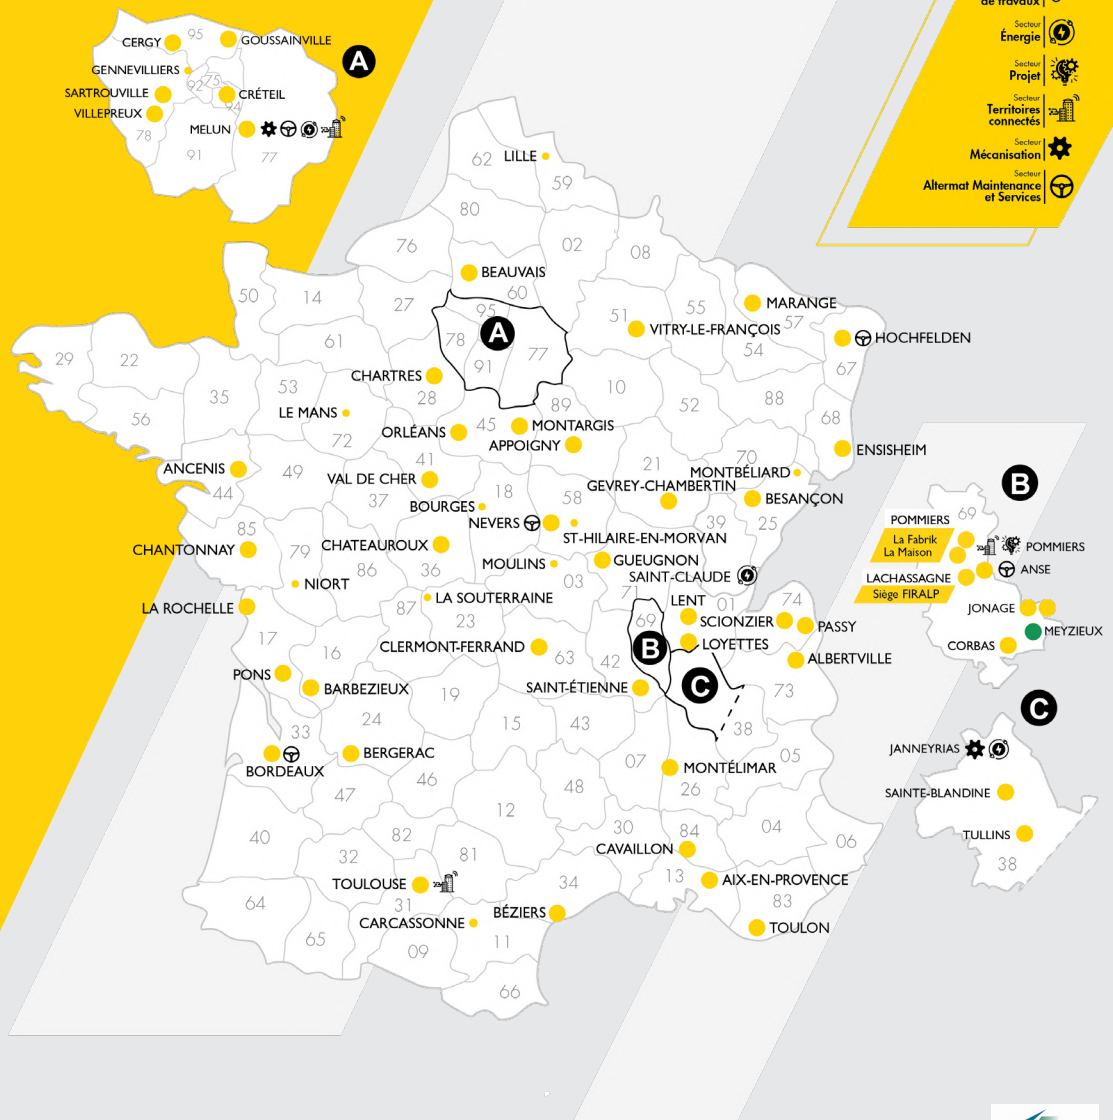 de travaux
Secteur
Énergie
Secteur
Projet
Secteur
Territoires
connectés
Secteur
Mécanisation
Secteur
Altermat Maintenance
et Services
A
95
CERGY
GOUSSAINVILLE
GENNEVILLIERS
92
75
SARTROUVILLE
CRÉTEIL
94
VILLEPREUX
MELUN
78
91
77
62
LILLE
59
80
76
02
08
BEAUVAIS
60
50
14
27
95
A
78
77
91
51
55
MARANGE
57
VITRY-LE-FRANÇOIS
54
HOCHFELDEN
67
61
29
22
35
53
56
CHARTRES
28
10
52
88
68
LE MANS
72
89
45
MONTARGIS
ORLÉANS
APPOIGNY
ENSISHEIM
ANCENIS
44
49
41
VAL DE CHER
37
18
58
21
70
MONTBÉLIARD
GEVREY-CHAMBERTIN
BESANÇON
BOURGES
NEVERS
39
25
ST-HILAIRE-EN-MORVAN
85
CHANTONNAY
79
CHATEAUROUX
36
86
MOULINS
03
GUEUGNON
SAINT-CLAUDE
71
NIORT
LA SOUTERRAINE
87
23
LA ROCHELLE
69
LENT
01
74
SCIONZIER
PASSY
17
16
CLERMONT-FERRAND
63
42
B
LOYETTES
ALBERTVILLE
PONS
BARBEZIEUX
19
SAINT-ÉTIENNE
C
73
24
15
43
38
33
BORDEAUX
BERGERAC
46
07
MONTÉLIMAR
26
05
47
48
12
40
82
30
84
04
06
CAVAILLON
32
81
TOULOUSE
31
34
13
AIX-EN-PROVENCE
83
64
CARCASSONNE
BÉZIERS
TOULON
65
09
11
66
B
69
POMMIERS
La Fabrik
La Maison
POMMIERS
ANSE
LACHASSAGNE
Siège FIRALP
JONAGE
MEYZIEUX
CORBAS
C
JANNEYRIAS
SAINTE-BLANDINE
TULLINS
38